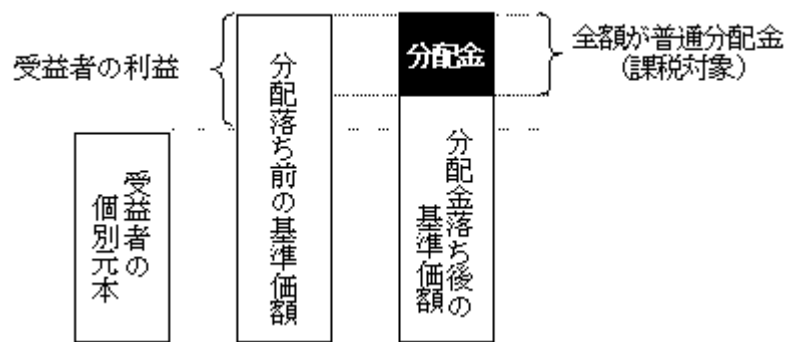 受益者の利益
受益者の
個別元本
分配落ち前の基準価額
分配金
分配金落ち後の
基準価額
全額が普通分配金
(課税対象)